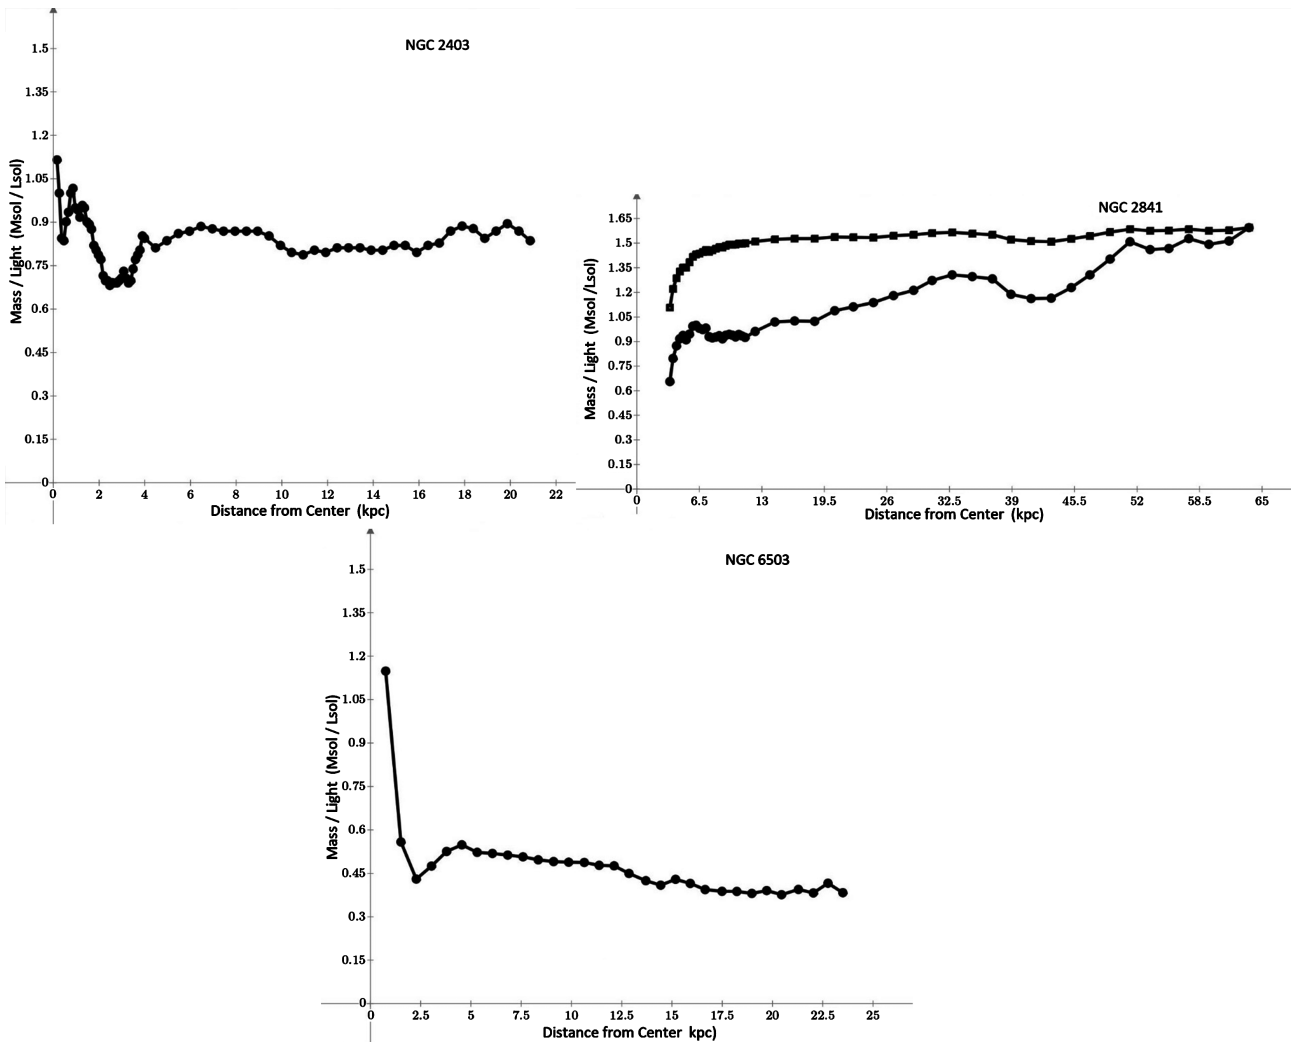 NGC 2403
1.5
1.35
1.2
1.05
0.9
0.75
0.6
0.45
0.3
0.15
0
Mass / Light (Msol / Lsol)
0 2 4 6 8 10 12 14 16 18 20 22
Distance from Center (kpc)
NGC 2841
1.65
1.5
1.35
1.2
1.05
0.9
0.75
0.6
0.45
0.3
0.15
0
Mass / Light (Msol /Lsol)
0 6.5 13 19.5 26 32.5 39 45.5 52 58.5 65
Distance from Center (kpc)
NGC 6503
1.5
1.35
1.2
1.05
0.9
0.75
0.6
0.45
0.3
0.15
0
Mass / Light (Msol / Lsol)
0 2.5 5 7.5 10 12.5 15 17.5 20 22.5 25
Distance from Center kpc)